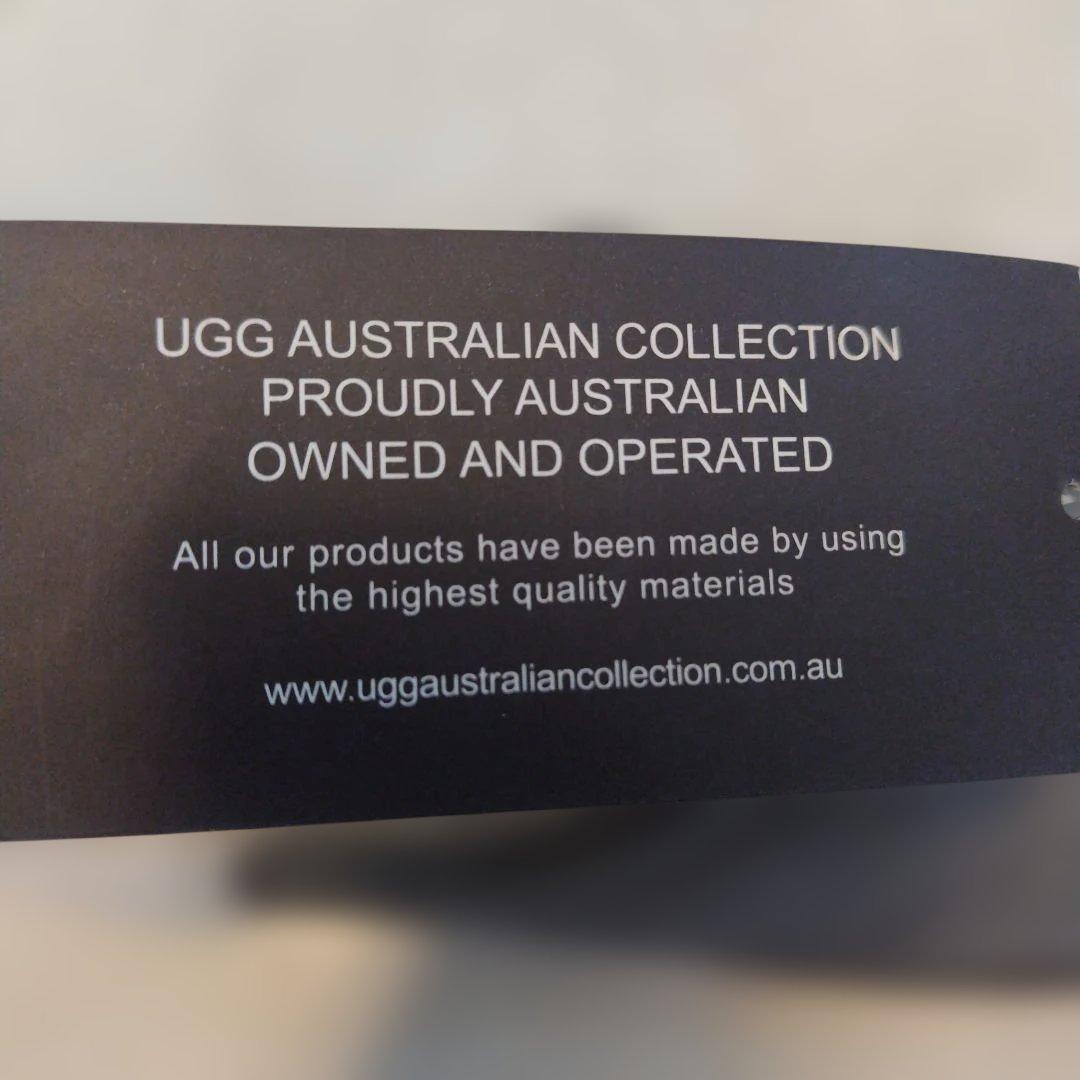 UGG AUSTRALIAN COLLECTION
PROUDLY AUSTRALIAN
OWNED AND OPERATED
All our products have been made by using
the highest quality materials
www.uggaustraliancollection.com.au